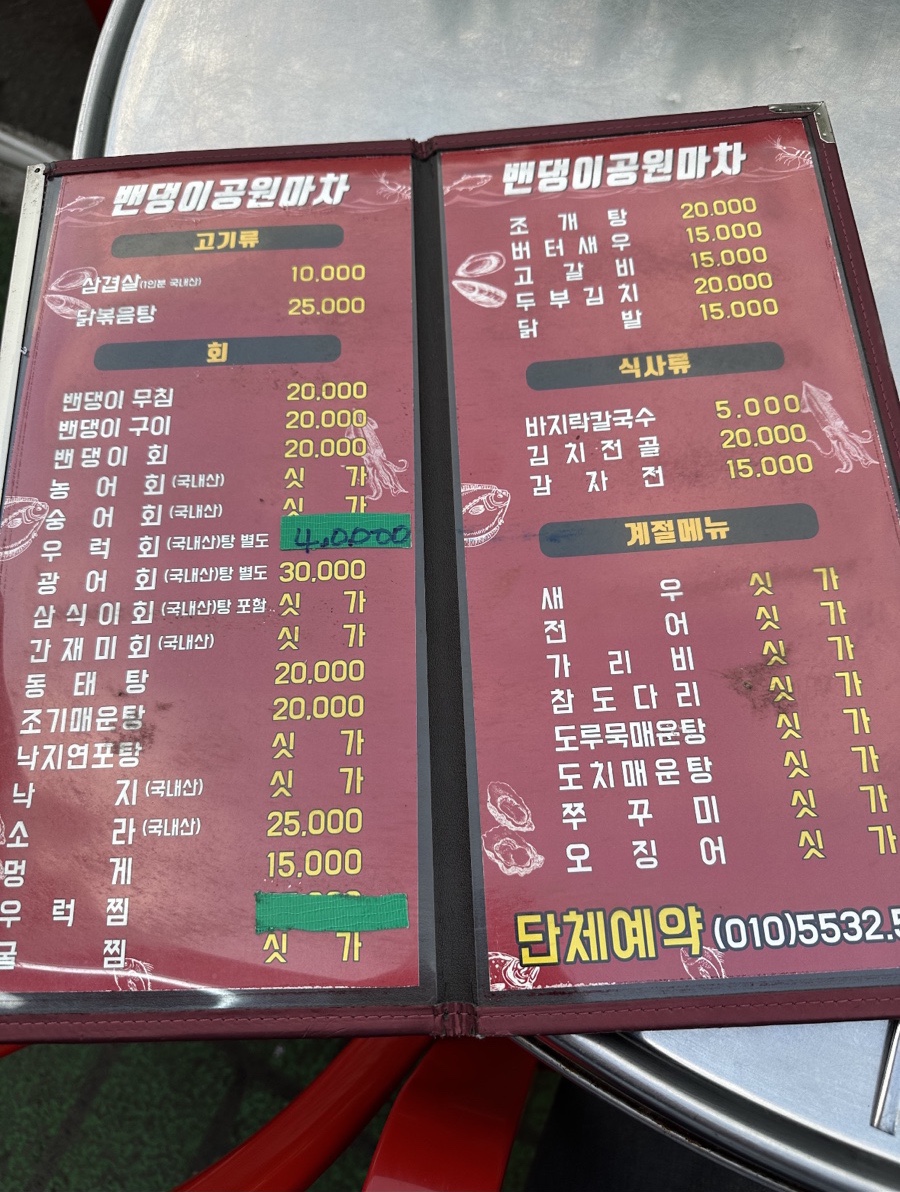 밴댕이공원마차
고기류
삼겹살(1인분 국내산) 10,000
닭볶음탕 25,000
회
밴댕이 무침 20,000
밴댕이 구이 20,000
밴댕이 회 20,000
농 어 회 (국내산) 싯 가
숭 어 회 (국내산) 싯 가
우 럭 회 (국내산)탕 별도 40,000
광 어 회 (국내산)탕 별도 30,000
삼식이회 (국내산)탕 포함 싯 가
간재미회 (국내산) 싯 가
동 태 탕 20,000
조기매운탕 20,000
낙지연포탕 싯 가
낙 지 (국내산) 싯 가
소 라 (국내산) 25,000
멍 게 15,000
우 럭 찜
굴 찜 싯 가
밴댕이공원마차
조 개 탕 20.000
버터새우 15.000
고 갈 비 15.000
두부김치 20.000
닭 발 15.000
식사류
바지락칼국수 5.000
김치전골 20.000
감 자 전 15.000
계절메뉴
새 우 싯 가
전 어 싯 가
가 리 비 싯 가
참도다리 싯 가
도루묵매운탕 싯 가
도치매운탕 싯 가
쭈 꾸 미 싯 가
오 징 어 싯 가
단체예약 (010)5532.5